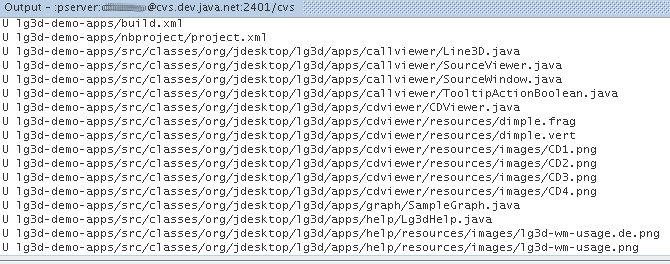 Output - :pserver: @cvs.dev.java.net:2401/cvs
U lg3d-demo-apps/build.xml
U lg3d-demo-apps/nbproject/project.xml
U lg3d-demo-apps/src/classes/org/jdesktop/lg3d/apps/callviewer/Line3D.java
U lg3d-demo-apps/src/classes/org/jdesktop/lg3d/apps/callviewer/SourceViewer.java
U lg3d-demo-apps/src/classes/org/jdesktop/lg3d/apps/callviewer/SourceWindow.java
U lg3d-demo-apps/src/classes/org/jdesktop/lg3d/apps/callviewer/TooltipActionBoolean.java
U lg3d-demo-apps/src/classes/org/jdesktop/lg3d/apps/cdviewer/CDViewer.java
U lg3d-demo-apps/src/classes/org/jdesktop/lg3d/apps/cdviewer/resources/dimple.frag
U lg3d-demo-apps/src/classes/org/jdesktop/lg3d/apps/cdviewer/resources/dimple.vert
U lg3d-demo-apps/src/classes/org/jdesktop/lg3d/apps/cdviewer/resources/images/CD1.png
U lg3d-demo-apps/src/classes/org/jdesktop/lg3d/apps/cdviewer/resources/images/CD2.png
U lg3d-demo-apps/src/classes/org/jdesktop/lg3d/apps/cdviewer/resources/images/CD3.png
U lg3d-demo-apps/src/classes/org/jdesktop/lg3d/apps/cdviewer/resources/images/CD4.png
U lg3d-demo-apps/src/classes/org/jdesktop/lg3d/apps/graph/SampleGraph.java
U lg3d-demo-apps/src/classes/org/jdesktop/lg3d/apps/help/Lg3dHelp.java
U lg3d-demo-apps/src/classes/org/jdesktop/lg3d/apps/help/resources/images/lg3d-wm-usage.de.png
U lg3d-demo-apps/src/classes/org/jdesktop/lg3d/apps/help/resources/images/lg3d-wm-usage.png